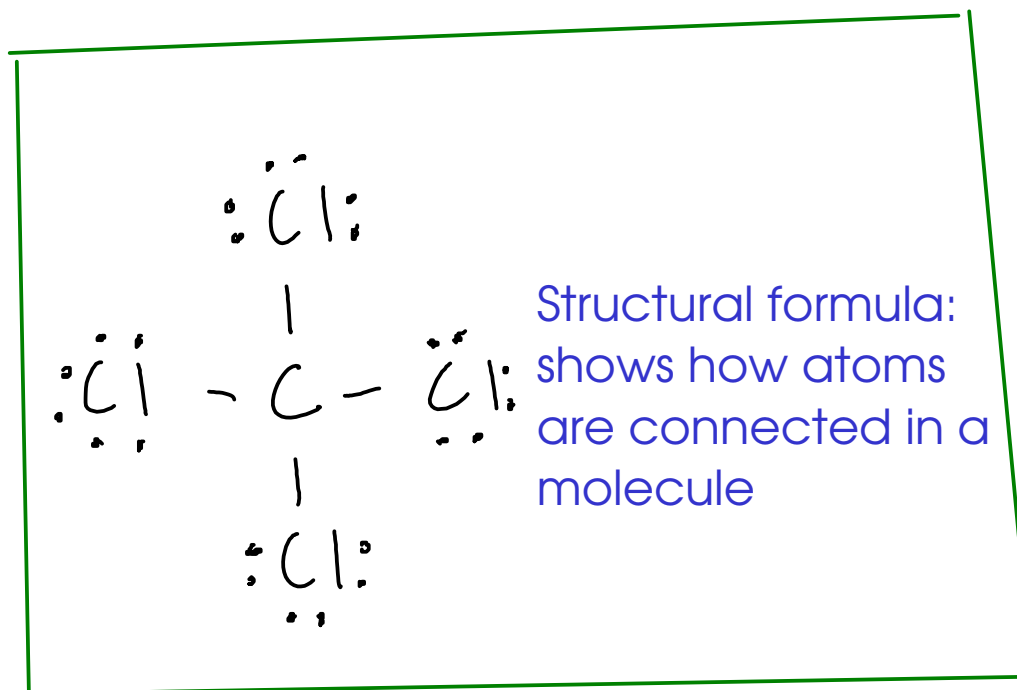 Cl
Cl - C - Cl
Cl
Structural formula:
shows how atoms
are connected in a
molecule